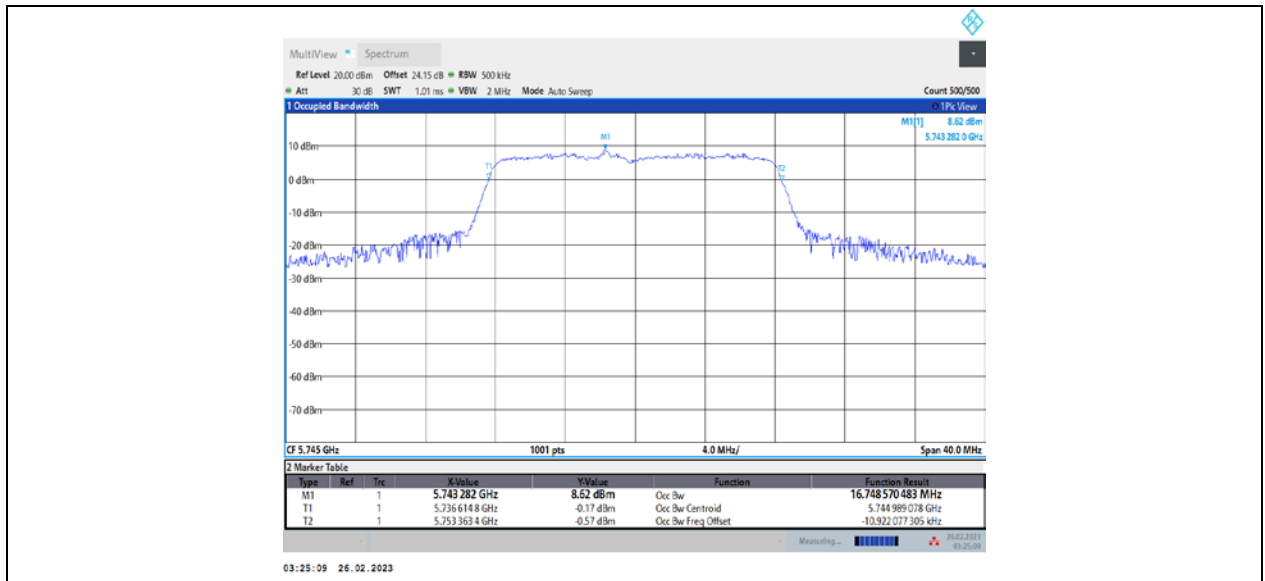 MultiView Spectrum
Ref Level 20.00 dBm Offset 24.15 dB RBW 500 kHz
Att 30 dB SWT 1.01 ms VBW 2 MHz Mode Auto Sweep Count 500/500
1 Occupied Bandwidth 1Pk View
M1[1] 8.62 dBm
5.743 282 0 GHz
M1
10 dBm
T1 T2
0 dBm
-10 dBm
-20 dBm
-30 dBm
-40 dBm
-50 dBm
-60 dBm
-70 dBm
CF 5.745 GHz 1001 pts 4.0 MHz/ Span 40.0 MHz
2 Marker Table
Type Ref Trc X-Value Y-Value Function Function Result
M1 1 5.743 282 GHz 8.62 dBm Occ Bw 16.748 570 483 MHz
T1 1 5.736 614 8 GHz -0.17 dBm Occ Bw Centroid 5.744 989 078 GHz
T2 1 5.753 363 4 GHz -0.57 dBm Occ Bw Freq Offset -10.922 077 305 kHz
Measuring... 26.02.2023
03:25:09
03:25:09 26.02.2023